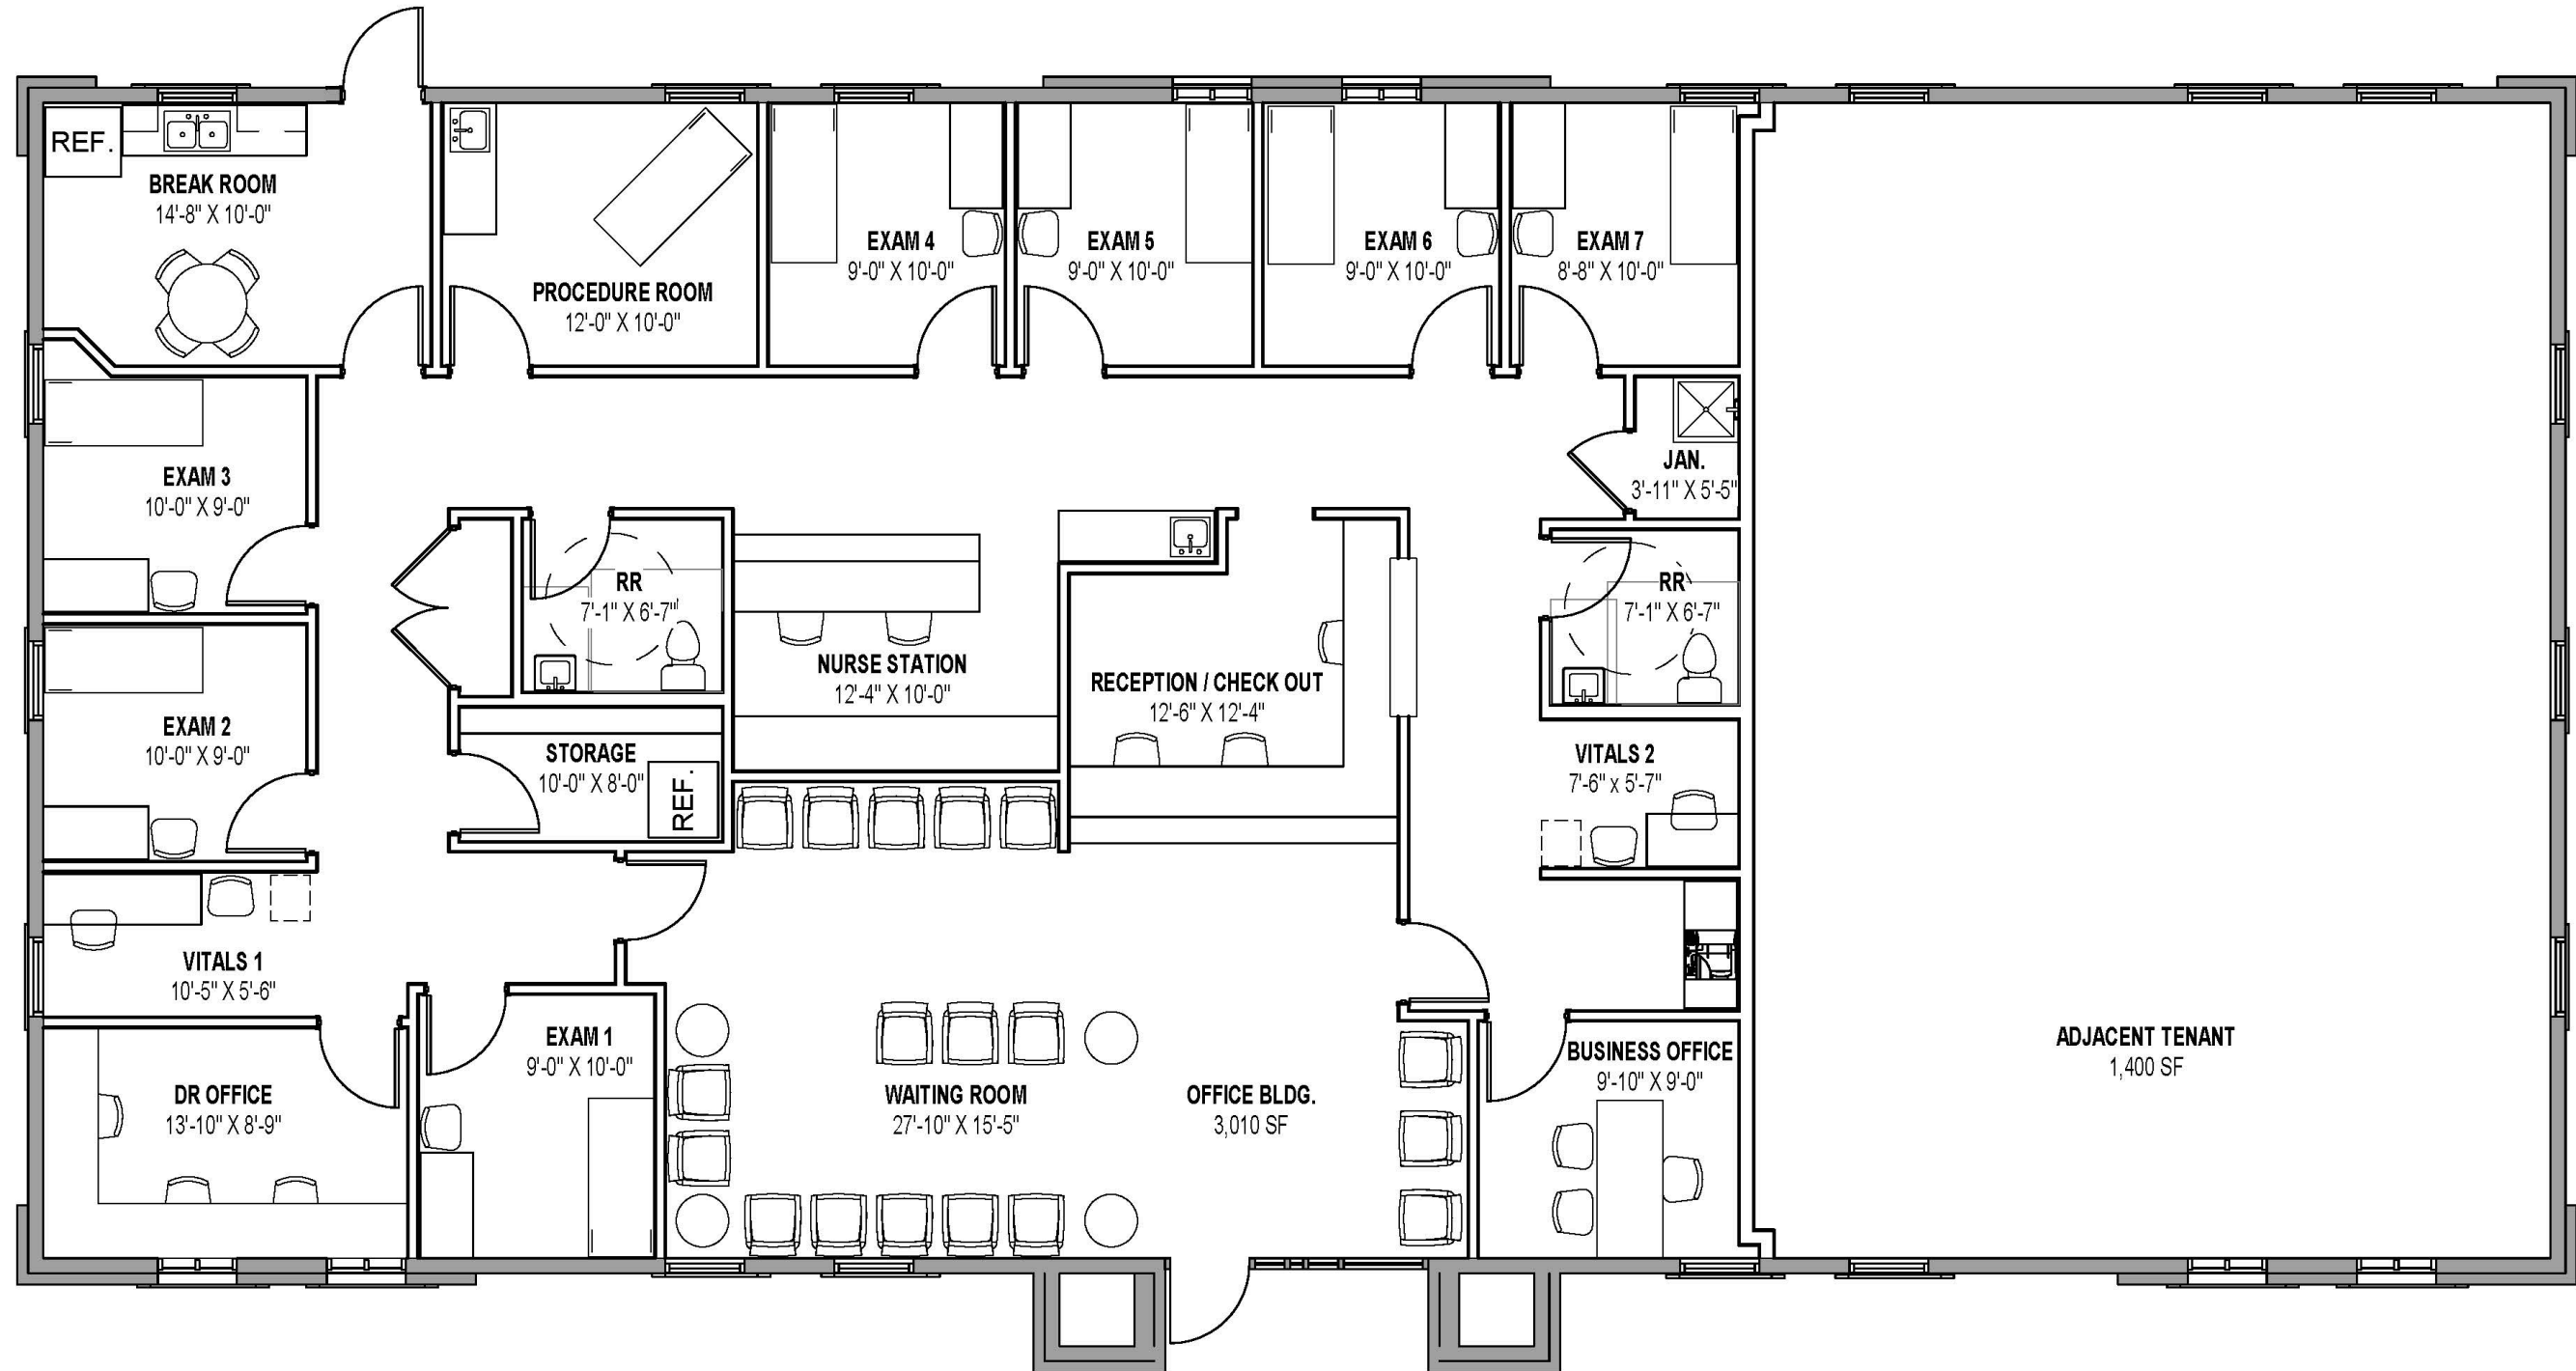 REF.
BREAK ROOM
14'-8" X 10'-0"
PROCEDURE ROOM
12'-0" X 10'-0"
EXAM 4
9'-0" X 10'-0"
EXAM 5
9'-0" X 10'-0"
EXAM 6
9'-0" X 10'-0"
EXAM 7
8'-8" X 10'-0"
EXAM 3
10'-0" X 9'-0"
JAN.
3'-11" X 5'-5"
RR
7'-1" X 6'-7"
NURSE STATION
12'-4" X 10'-0"
RECEPTION / CHECK OUT
12'-6" X 12'-4"
RR
7'-1" X 6'-7"
EXAM 2
10'-0" X 9'-0"
STORAGE
10'-0" X 8'-0"
REF.
VITALS 2
7'-6" x 5'-7"
VITALS 1
10'-5" X 5'-6"
EXAM 1
9'-0" X 10'-0"
DR OFFICE
13'-10" X 8'-9"
WAITING ROOM
27'-10" X 15'-5"
OFFICE BLDG.
3,010 SF
BUSINESS OFFICE
9'-10" X 9'-0"
ADJACENT TENANT
1,400 SF